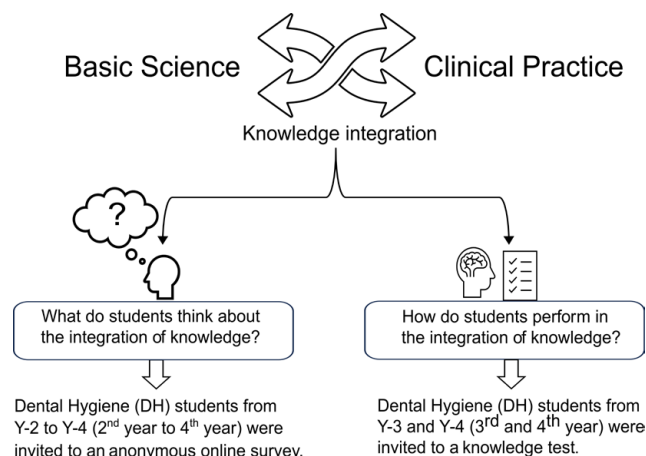 Basic Science
Clinical Practice
Knowledge integration
?
What do students think about
the integration of knowledge?
How do students perform in
the integration of knowledge?
Dental Hygiene (DH) students from
Y-2 to Y-4 (2nd year to 4th year) were
invited to an anonymous online survey.
Dental Hygiene (DH) students from
Y-3 and Y-4 (3rd and 4th year) were
invited to a knowledge test.